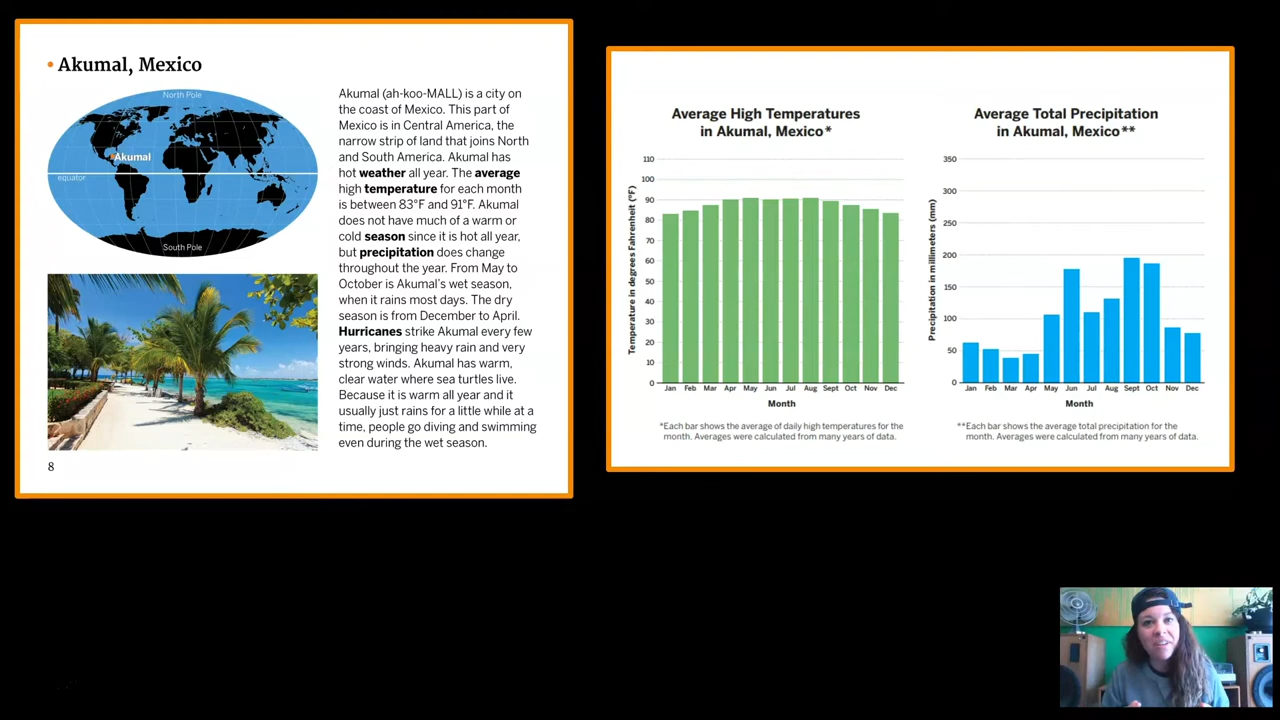 • Akumal, Mexico
North Pole
Akumal
equator
South Pole
Akumal (ah-koo-MALL) is a city on
the coast of Mexico. This part of
Mexico is in Central America, the
narrow strip of land that joins North
and South America. Akumal has
hot weather all year. The average
high temperature for each month
is between 83°F and 91°F. Akumal
does not have much of a warm or
cold season since it is hot all year,
but precipitation does change
throughout the year. From May to
October is Akumal's wet season,
when it rains most days. The dry
season is from December to April.
Hurricanes strike Akumal every few
years, bringing heavy rain and very
strong winds. Akumal has warm,
clear water where sea turtles live.
Because it is warm all year and it
usually just rains for a little while at a
time, people go diving and swimming
even during the wet season.
8
Average High Temperatures
in Akumal, Mexico*
Temperature in degrees Fahrenheit (°F)
110
100
90
80
70
60
50
40
30
20
10
0
Jan Feb Mar Apr May Jun Jul Aug Sept Oct Nov Dec
Month
*Each bar shows the average of daily high temperatures for the
month. Averages were calculated from many years of data.
Average Total Precipitation
in Akumal, Mexico**
Precipitation in millimeters (mm)
350
300
250
200
150
100
50
0
Jan Feb Mar Apr May Jun Jul Aug Sept Oct Nov Dec
Month
**Each bar shows the average total precipitation for the
month. Averages were calculated from many years of data.